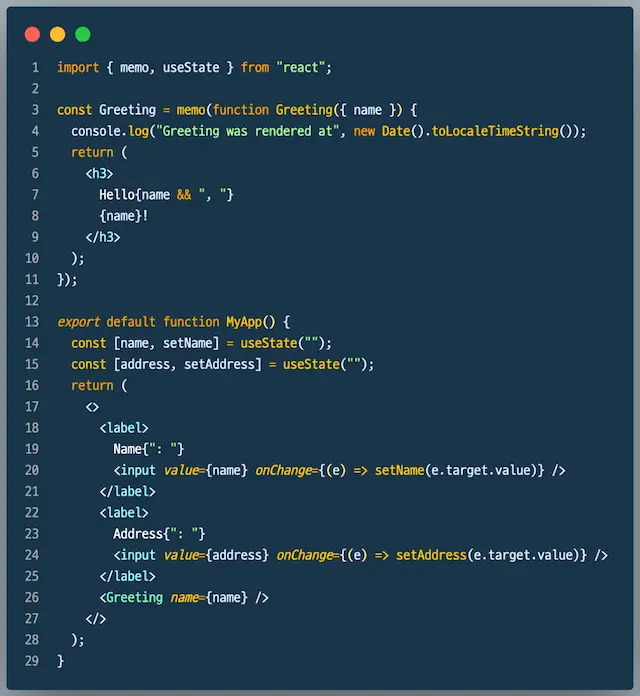 1 import { memo, useState } from "react";
2
3 const Greeting = memo(function Greeting({ name }) {
4   console.log("Greeting was rendered at", new Date().toLocaleTimeString());
5   return (
6     <h3>
7       Hello{name && ", "}
8       {name}!
9     </h3>
10   );
11 });
12
13 export default function MyApp() {
14   const [name, setName] = useState("");
15   const [address, setAddress] = useState("");
16   return (
17     <>
18       <label>
19         Name{": "}
20         <input value={name} onChange={(e) => setName(e.target.value)} />
21       </label>
22       <label>
23         Address{": "}
24         <input value={address} onChange={(e) => setAddress(e.target.value)} />
25       </label>
26       <Greeting name={name} />
27     </>
28   );
29 }